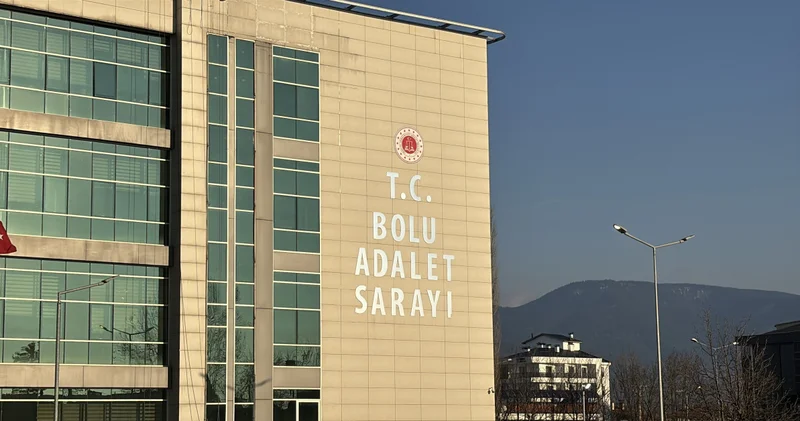 T.C.
BOLU
ADALET
SARAYI